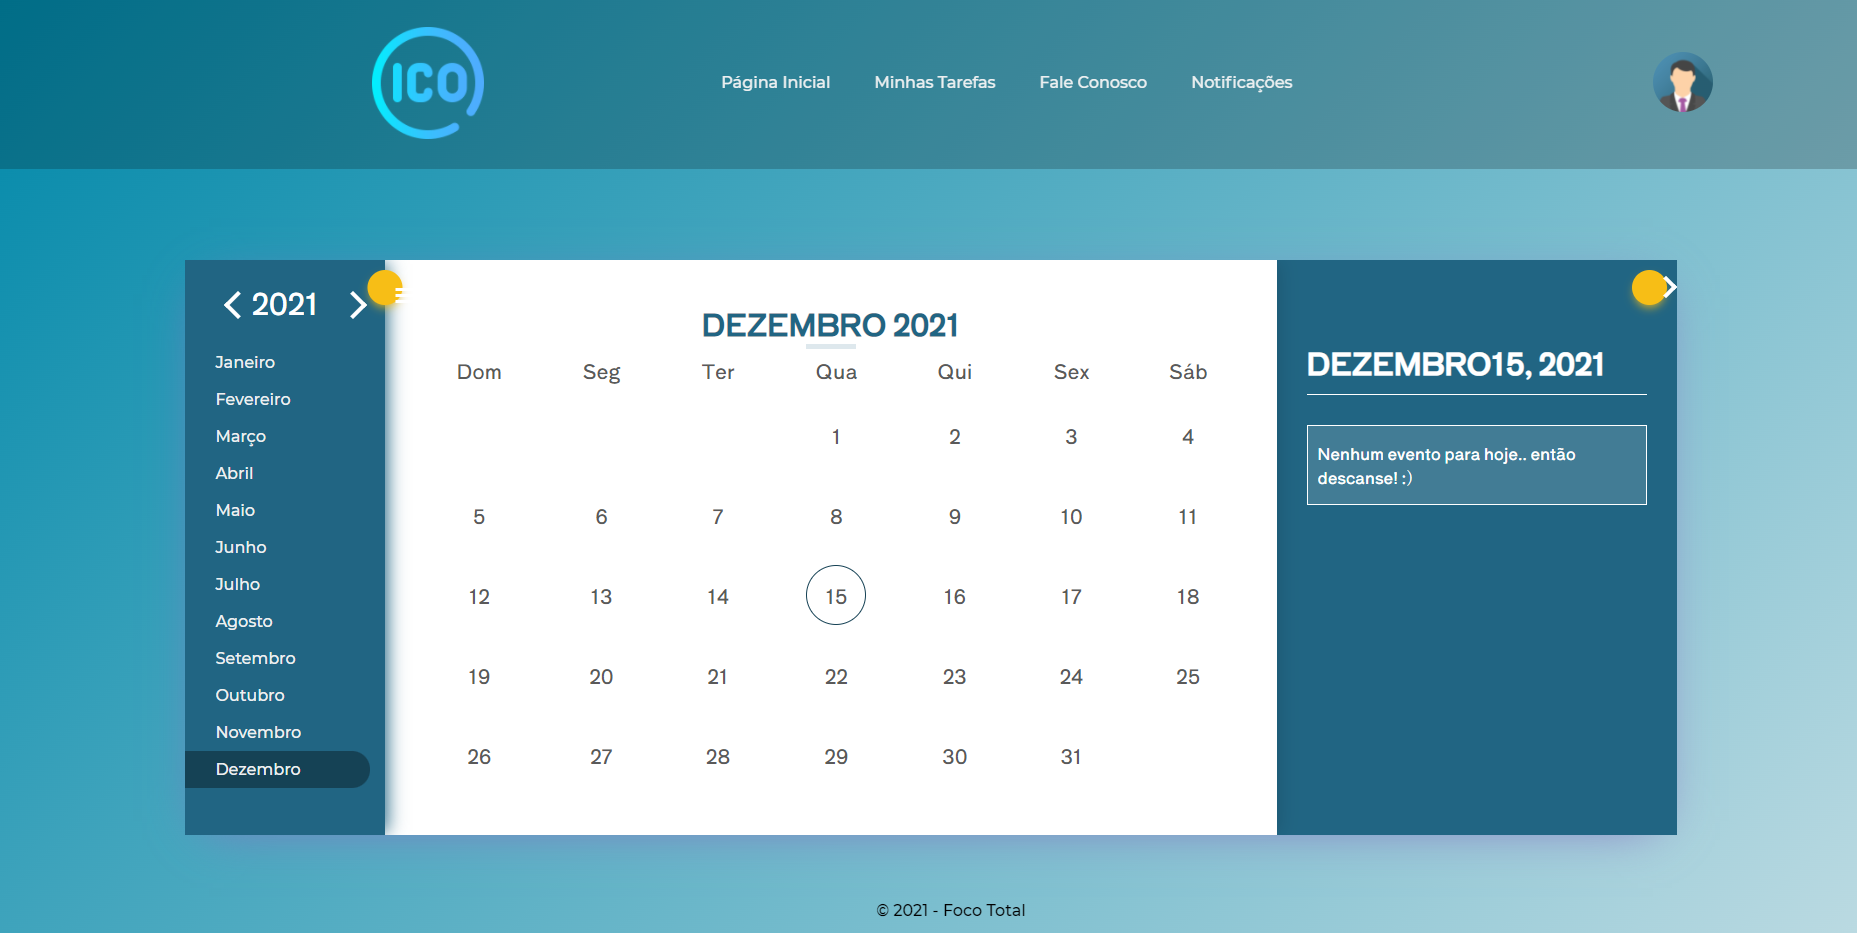 ICO
Página Inicial Minhas Tarefas Fale Conosco Notificações
2021
Janeiro
Fevereiro
Março
Abril
Maio
Junho
Julho
Agosto
Setembro
Outubro
Novembro
Dezembro
DEZEMBRO 2021
Dom Seg Ter Qua Qui Sex Sáb
1 2 3 4
5 6 7 8 9 10 11
12 13 14 15 16 17 18
19 20 21 22 23 24 25
26 27 28 29 30 31
DEZEMBRO15, 2021
Nenhum evento para hoje.. então
descanse! :)
© 2021 - Foco Total